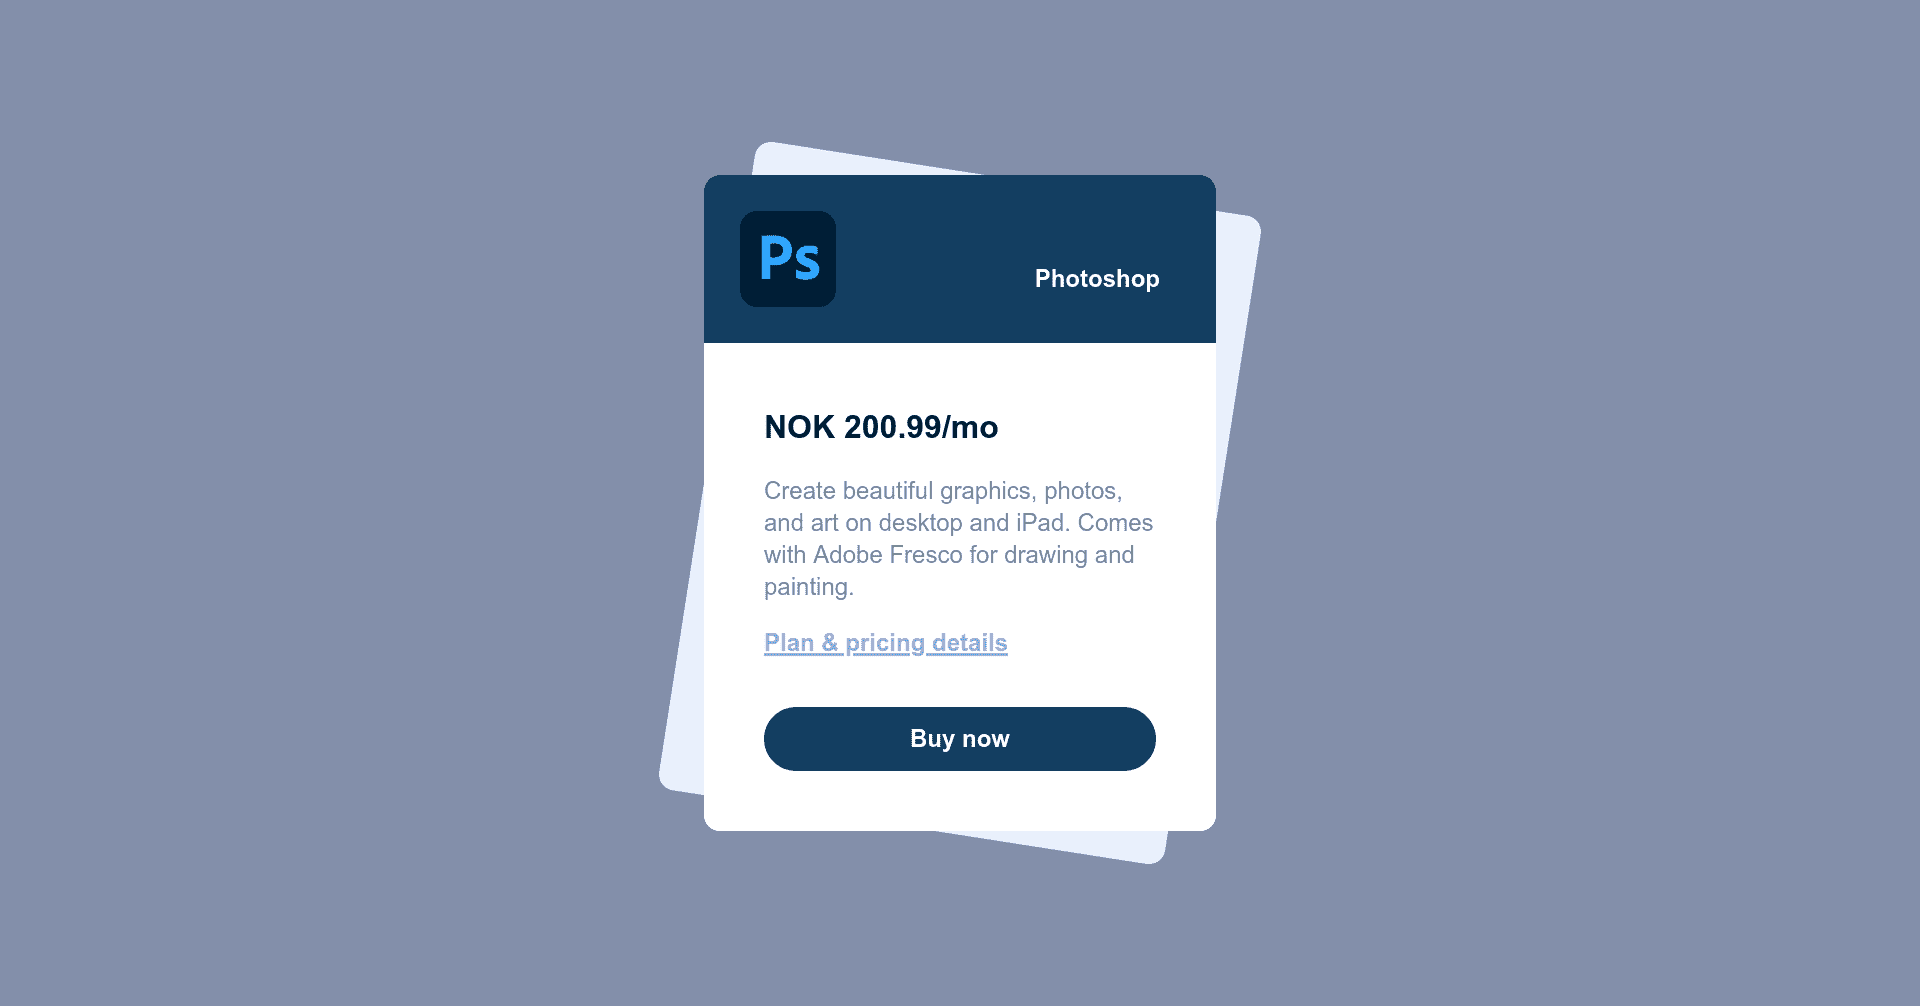 Ps
Photoshop
NOK 200.99/mo
Create beautiful graphics, photos,
and art on desktop and iPad. Comes
with Adobe Fresco for drawing and
painting.
Plan & pricing details
Buy now